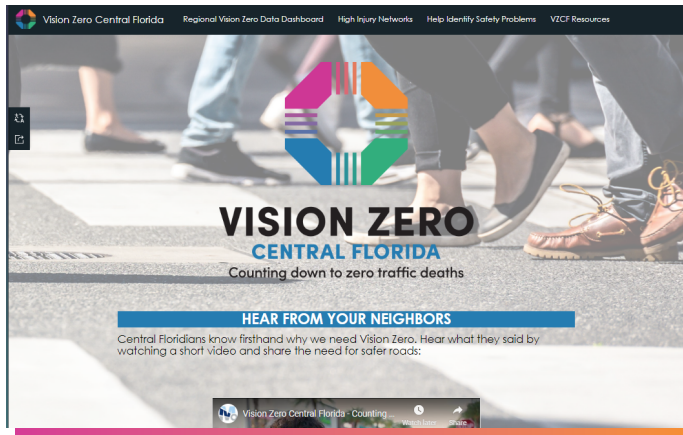 Vision Zero Central Florida Regional Vision Zero Data Dashboard High Injury Networks Help Identify Safety Problems VZCF Resources
VISION ZERO
CENTRAL FLORIDA
Counting down to zero traffic deaths
HEAR FROM YOUR NEIGHBORS
Central Floridians know firsthand why we need Vision Zero. Hear what they said by
watching a short video and share the need for safer roads:
Vision Zero Central Florida - Counting ...
Watch later Share